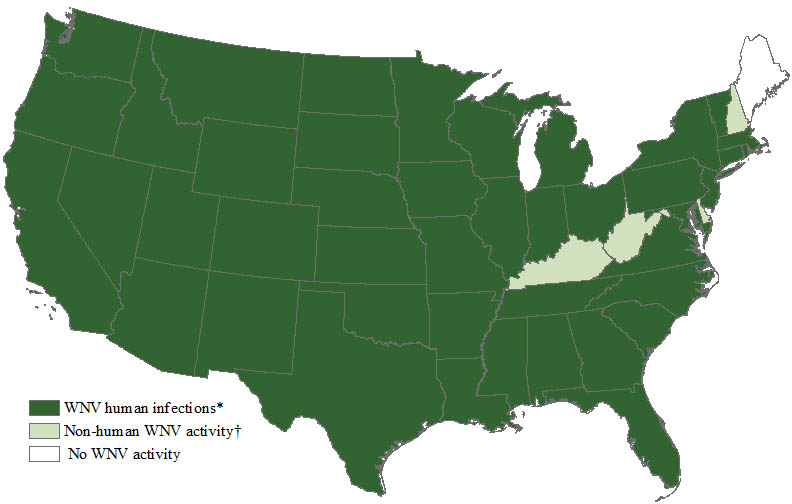 WNV human infections*
Non-human WNV activity†
No WNV activity